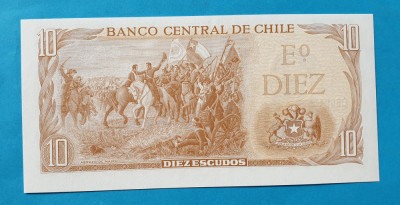 10 BANCO CENTRAL DE CHILE 10
Eº
DIEZ
10 DIEZ ESCUDOS 10